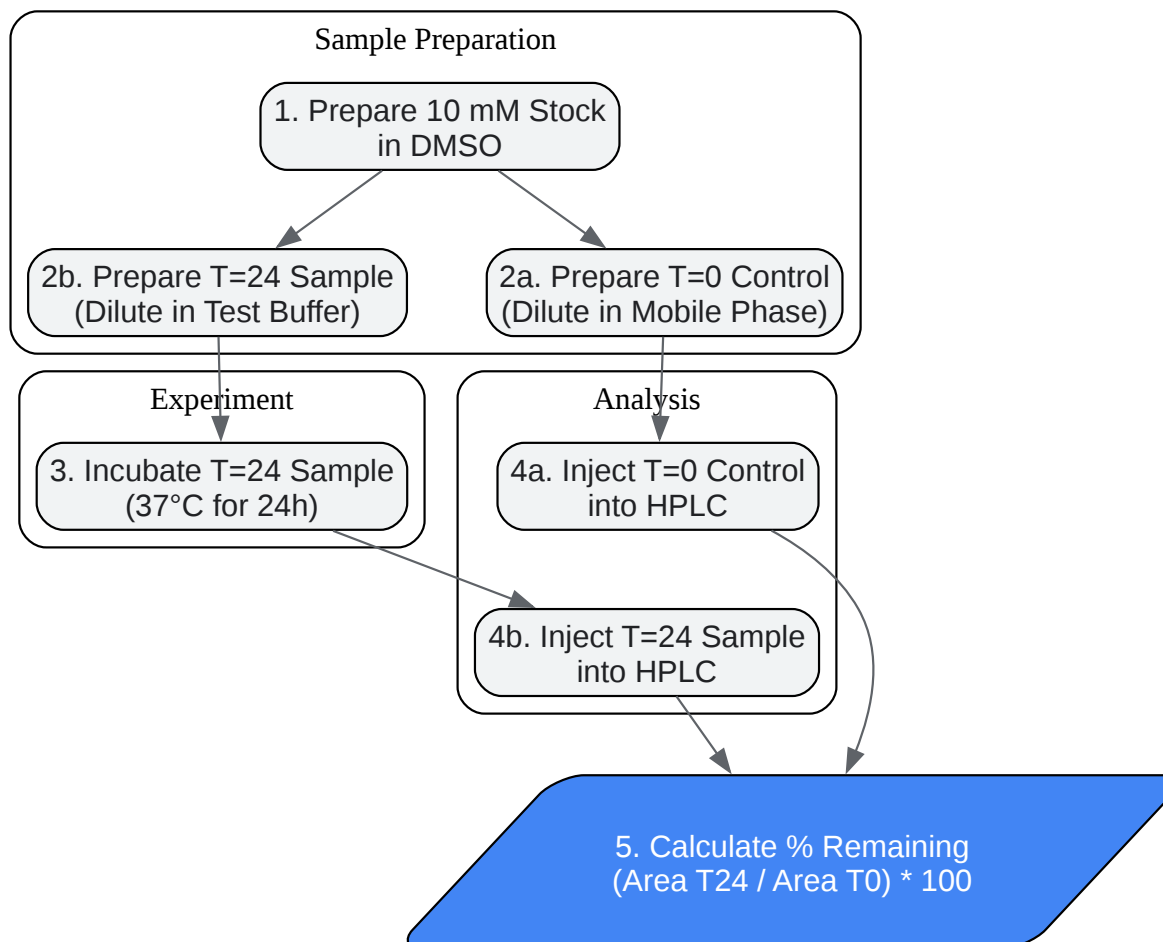 Sample Preparation
1. Prepare 10 mM Stock
in DMSO
2b. Prepare T=24 Sample
(Dilute in Test Buffer)
2a. Prepare T=0 Control
(Dilute in Mobile Phase)
Experiment
3. Incubate T=24 Sample
(37°C for 24h)
Analysis
4a. Inject T=0 Control
into HPLC
4b. Inject T=24 Sample
into HPLC
5. Calculate % Remaining
(Area T24 / Area T0) * 100